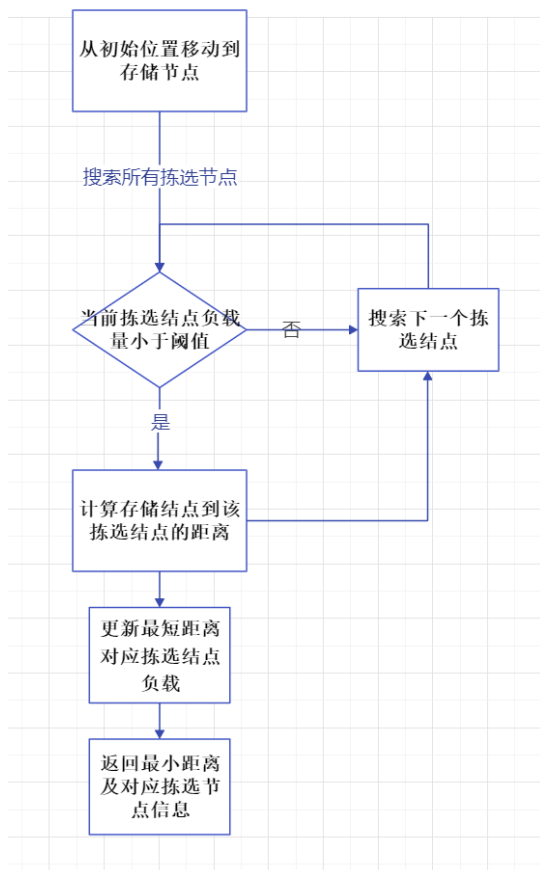 从初始位置移动到
存储节点
搜索所有拣选节点
当前拣选结点负载
量小于阈值
否
搜索下一个拣
选结点
是
计算存储结点到该
拣选结点的距离
更新最短距离
对应拣选结点
负载
返回最小距离
及对应拣选节
点信息